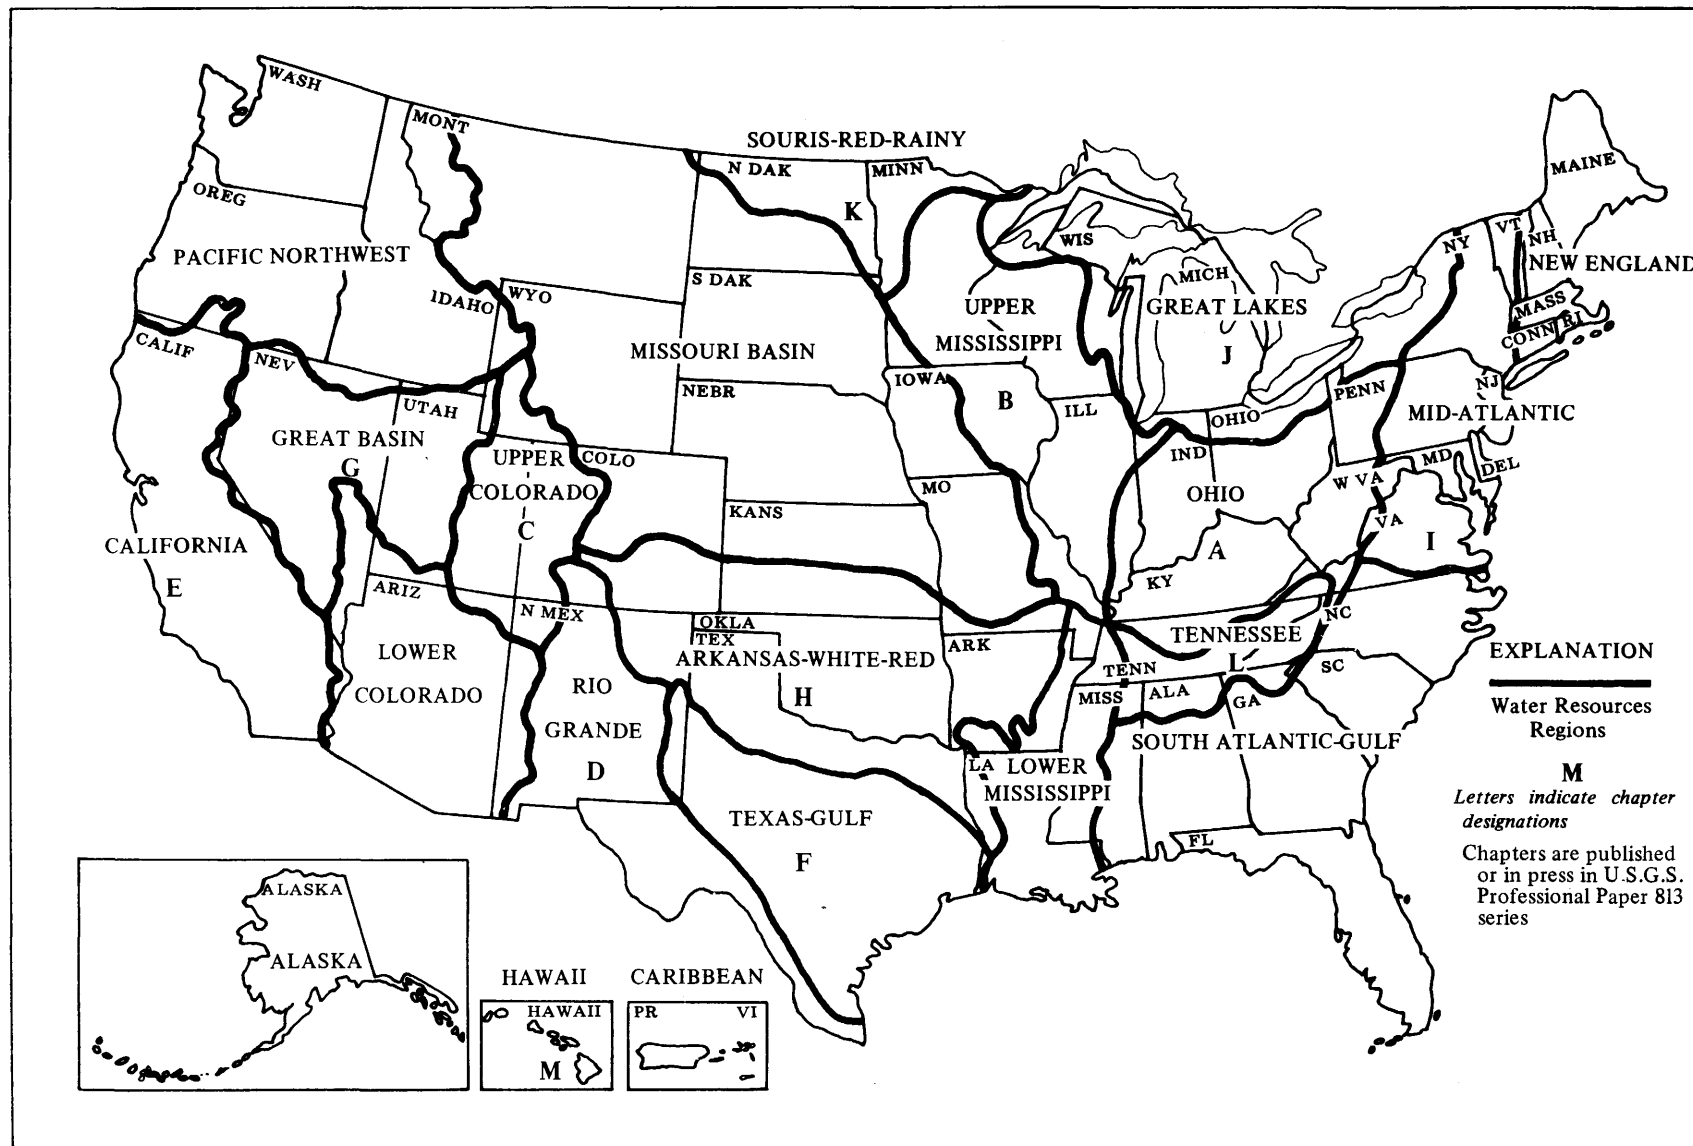 WASH
MONT
SOURIS-RED-RAINY
N DAK
MINN
MAINE
OREG
K
WIS
NY
VT
NH
PACIFIC NORTHWEST
NEW ENGLAND
S DAK
MICH
IDAHO
WYO
UPPER
MISSISSIPPI
GREAT LAKES
MASS
CONN
RI
CALIF
NEV
MISSOURI BASIN
J
IOWA
NEBR
B
ILL
OHIO
PENN
NJ
UTAH
MID-ATLANTIC
GREAT BASIN
G
UPPER
COLORADO
C
COLO
IND
MD
DEL
MO
OHIO
W VA
KANS
VA
CALIFORNIA
E
A
I
KY
ARIZ
N MEX
OKLA
TEX
NC
TENNESSEE
L
LOWER
COLORADO
ARKANSAS-WHITE-RED
H
ARK
TENN
SC
RIO
GRANDE
D
MISS
ALA
GA
SOUTH ATLANTIC-GULF
LA
LOWER
MISSISSIPPI
TEXAS-GULF
F
FL
EXPLANATION
Water Resources
Regions
M
Letters indicate chapter
designations
Chapters are published
or in press in U.S.G.S.
Professional Paper 813
series
ALASKA
ALASKA
HAWAII
HAWAII
M
CARIBBEAN
PR
VI